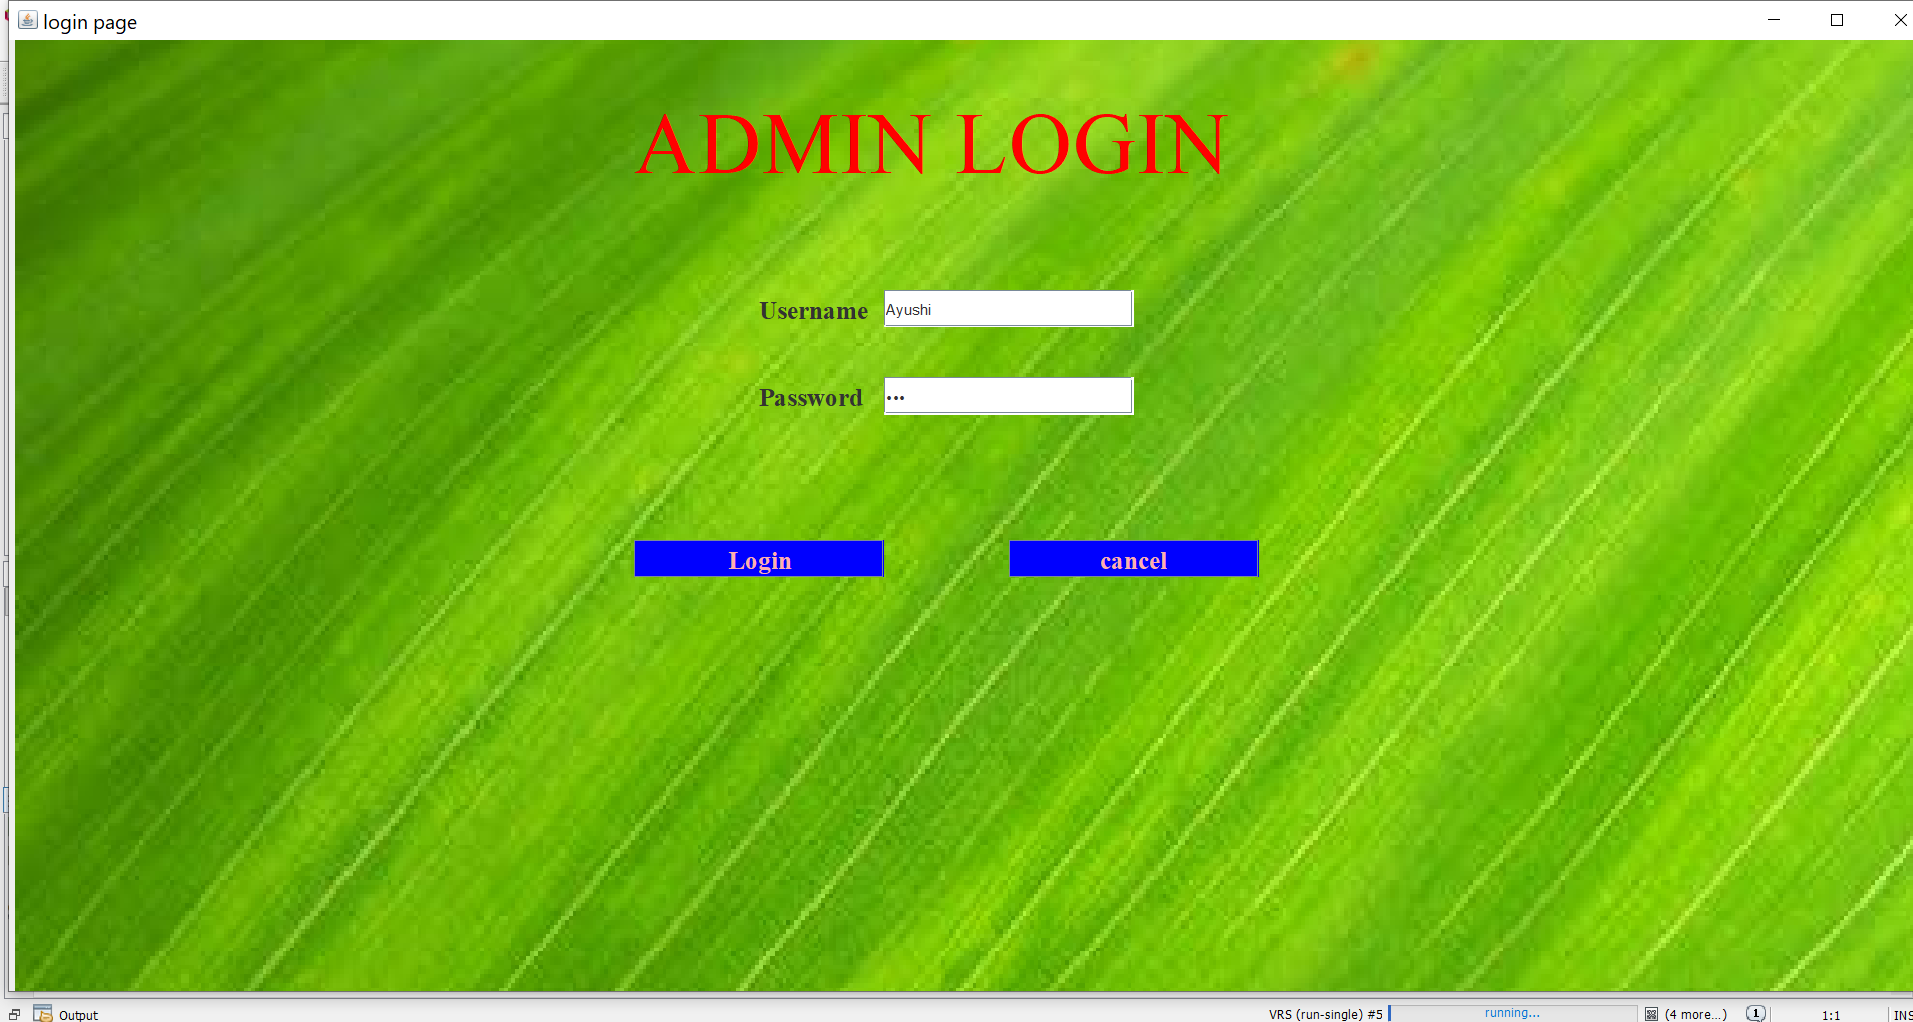 login page
ADMIN LOGIN
Username Ayushi
Password •••
Login cancel
Output VRS (run-single) #5 running... (4 more...) 1 1:1 INS